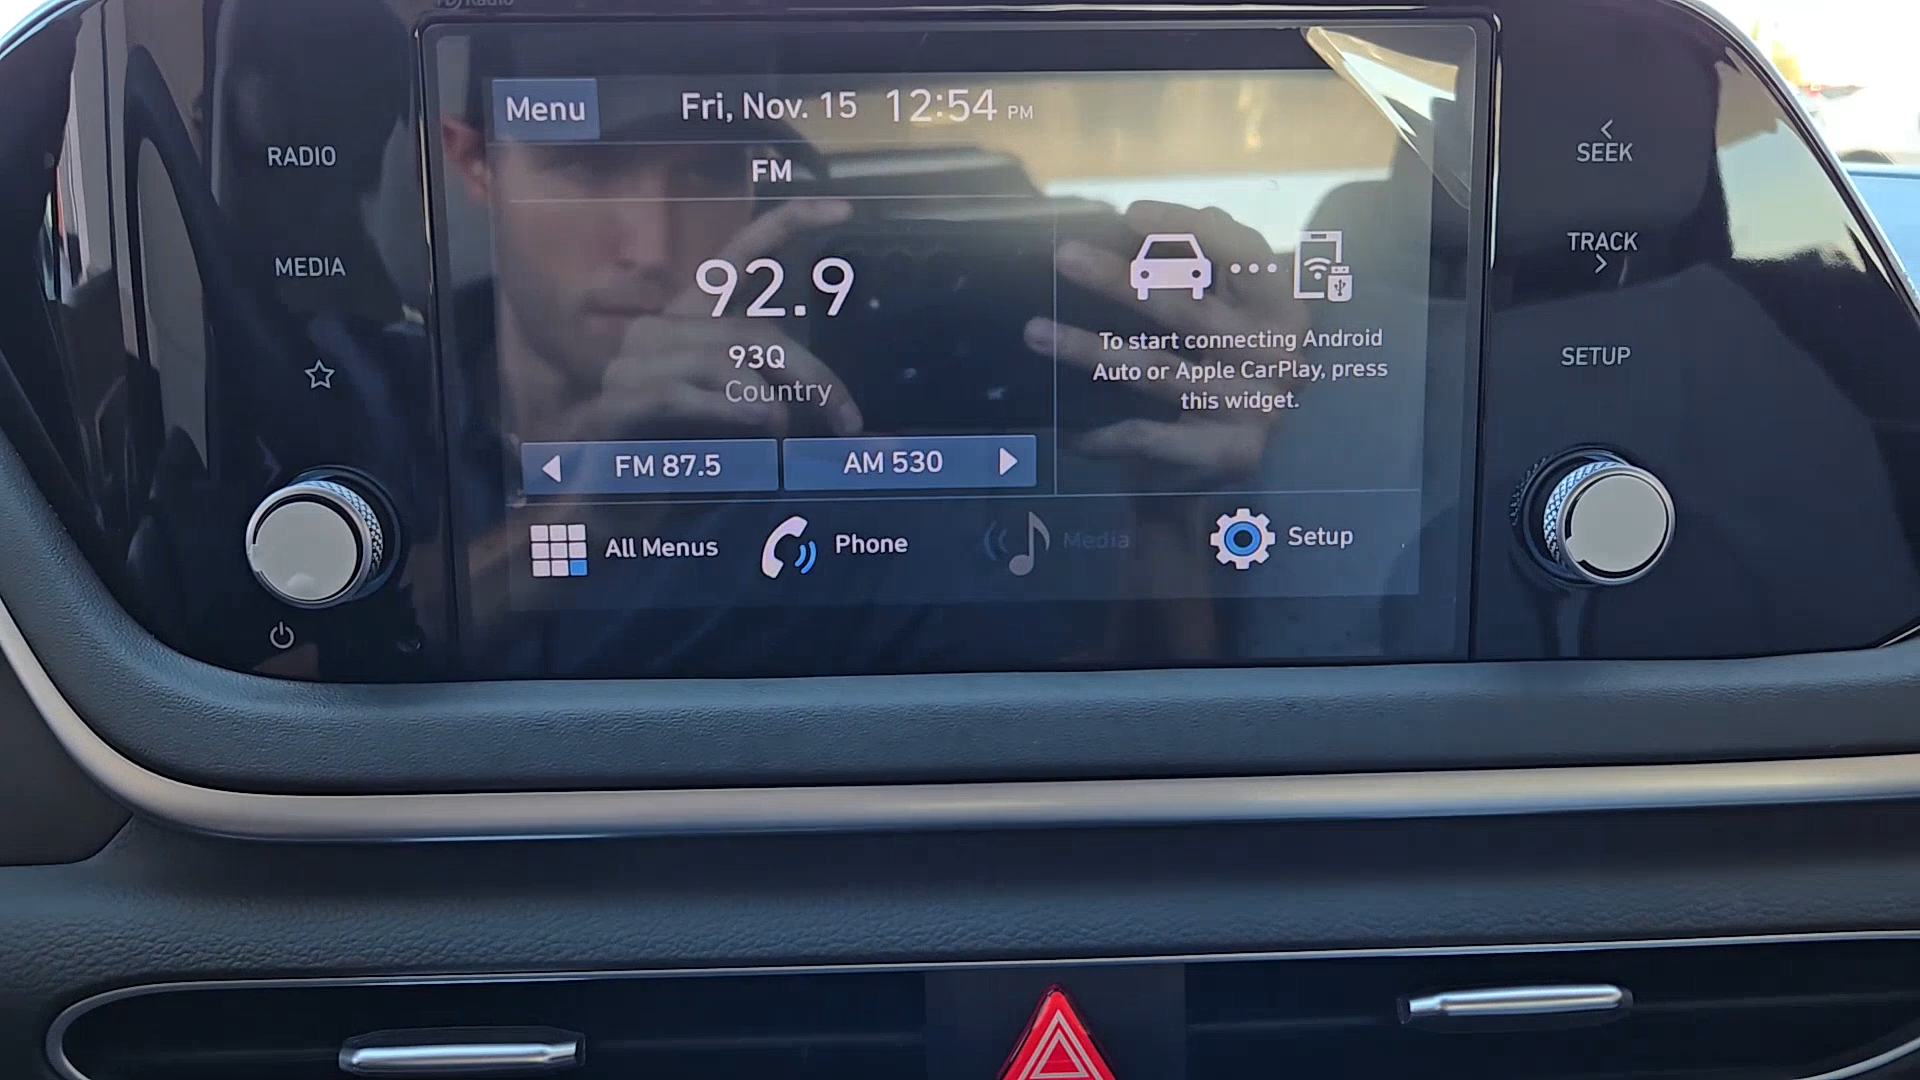 HD Radio
RADIO
MEDIA
Menu
Fri, Nov. 15 12:54 PM
FM
92.9
93Q
Country
FM 87.5
AM 530
To start connecting Android
Auto or Apple CarPlay, press
this widget.
All Menus
Phone
Media
Setup
SEEK
TRACK
SETUP